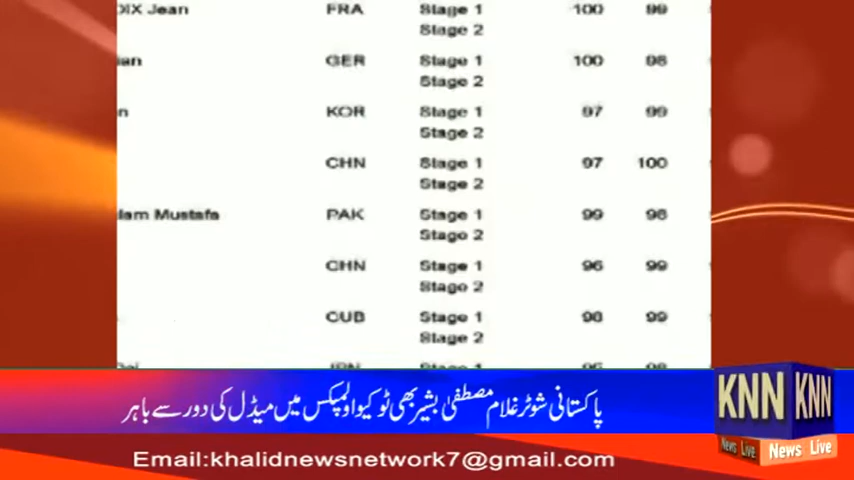 DIX Jean FRA Stage 1 100 99
Stage 2
ian GER Stage 1 100 98
Stage 2
n KOR Stage 1 97 99
Stage 2
CHN Stage 1 97 100
Stage 2
lam Mustafa PAK Stage 1 99 98
Stage 2
CHN Stage 1 96 99
Stage 2
CUB Stage 1 98 99
Stage 2
Stage 1
پاکستانی شوٹر غلام مصطفیٰ بشیر بھی ٹوکیو اولمپکس میں میڈل کی دور سے باہر
KNN KNN
News Live News Live
Email:khalidnewsnetwork7@gmail.com